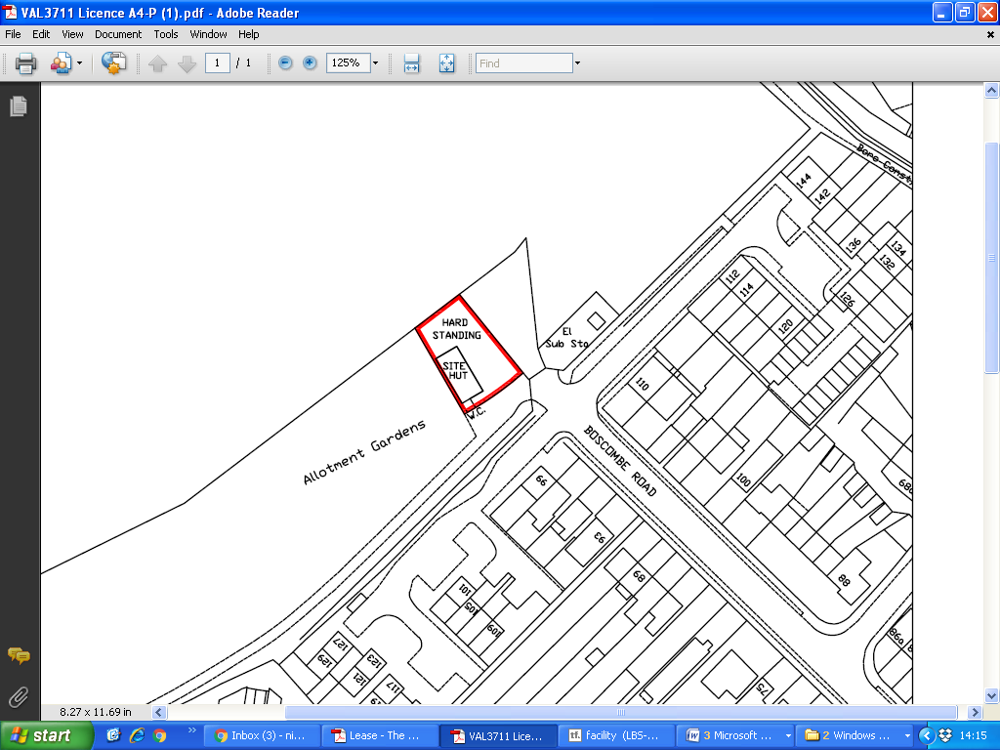 VAL3711 Licence A4-P (1).pdf - Adobe Reader
File Edit View Document Tools Window Help
1 / 1 125% Find
Boro Const
144
142
136
134
132
126
112
114
120
HARD
STANDING
El
Sub Sta
SITE
HUT
110
W.C.
Allotment Gardens
BOSCOMBE ROAD
100
68a
99
93
89
88
86a
101
105
109
127
129
123
121
117
75
8.27 x 11.69 in
start
Inbox (3) - ni...
Lease - The ...
VAL3711 Lice...
tf. facility (LBS-...
3 Microsoft ...
2 Windows ...
14:15